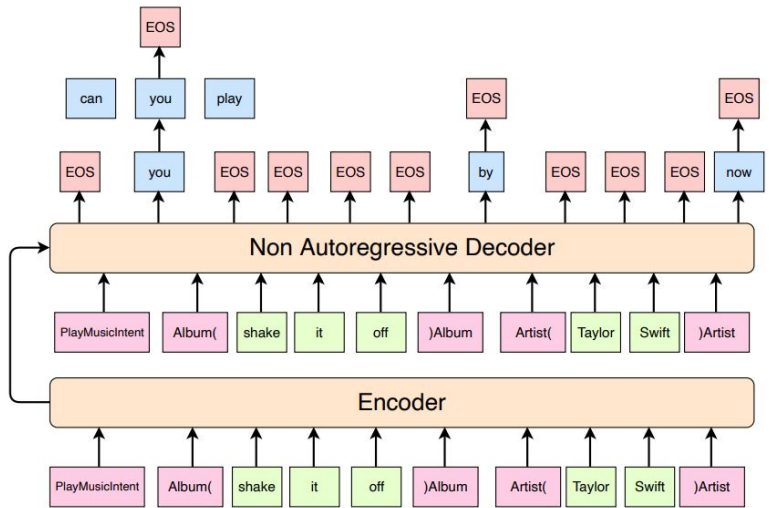 EOS
can you play EOS EOS
EOS you EOS EOS EOS EOS by EOS EOS EOS now
Non Autoregressive Decoder
PlayMusicIntent Album( shake it off )Album Artist( Taylor Swift )Artist
Encoder
PlayMusicIntent Album( shake it off )Album Artist( Taylor Swift )Artist